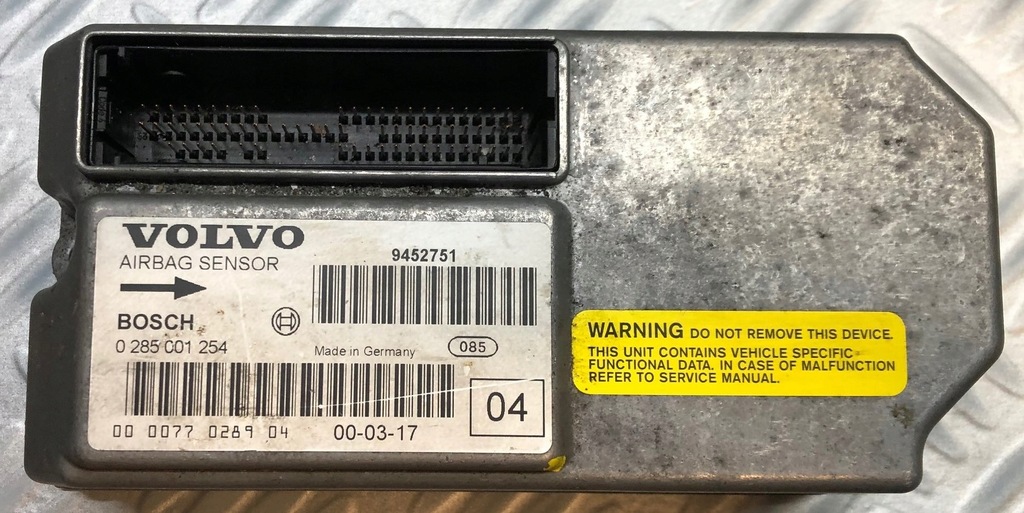 VOLVO
AIRBAG SENSOR
9452751
BOSCH
0 285 001 254
Made in Germany
085
00 0077 0289 04
00-03-17
04
WARNING DO NOT REMOVE THIS DEVICE.
THIS UNIT CONTAINS VEHICLE SPECIFIC
FUNCTIONAL DATA. IN CASE OF MALFUNCTION
REFER TO SERVICE MANUAL.